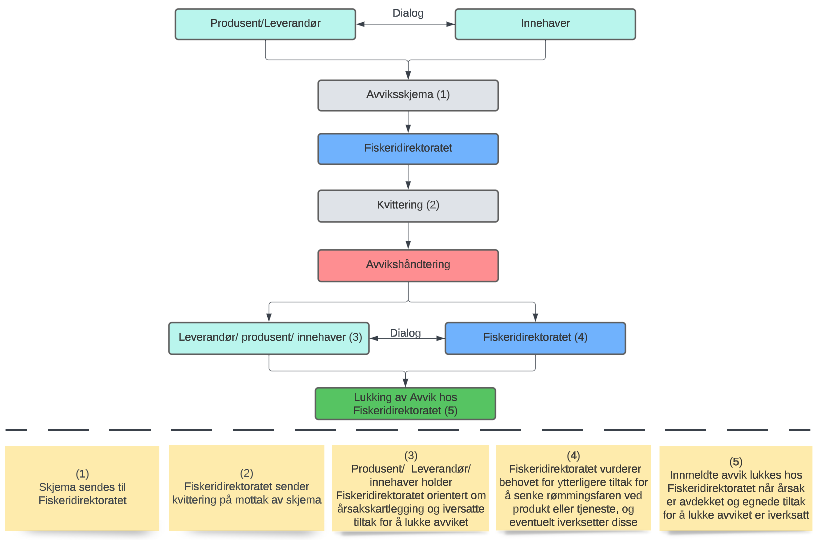 Produsent/Leverandør
Dialog
Innehaver
Avviksskjema (1)
Fiskeridirektoratet
Kvittering (2)
Avvikshåndtering
Leverandør/ produsent/ innehaver (3)
Dialog
Fiskeridirektoratet (4)
Lukking av Avvik hos
Fiskeridirektoratet (5)
(1)
Skjema sendes til
Fiskeridirektoratet
(2)
Fiskeridirektoratet sender
kvittering på mottak av skjema
(3)
Produsent/ Leverandør/
innehaver holder
Fiskeridirektoratet orientert om
årsakskartlegging og iversatte
tiltak for å lukke avviket
(4)
Fiskeridirektoratet vurderer
behovet for ytterligere tiltak for
å senke rømmingsfaren ved
produkt eller tjeneste, og
eventuelt iverksetter disse
(5)
Innmeldte avvik lukkes hos
Fiskeridirektoratet når årsak
er avdekket og egnede tiltak
for å lukke avviket er iverksatt